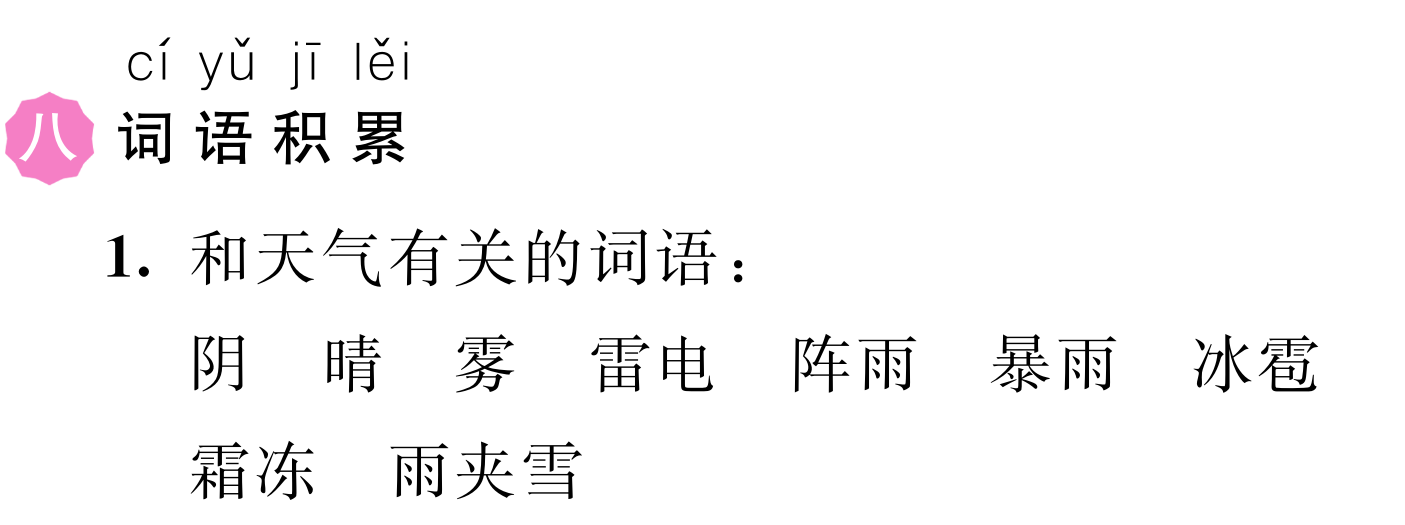 cí yǔ jī lěi
八 词语积累
1. 和天气有关的词语：
阴 晴 雾 雷电 阵雨 暴雨 冰雹
霜冻 雨夹雪